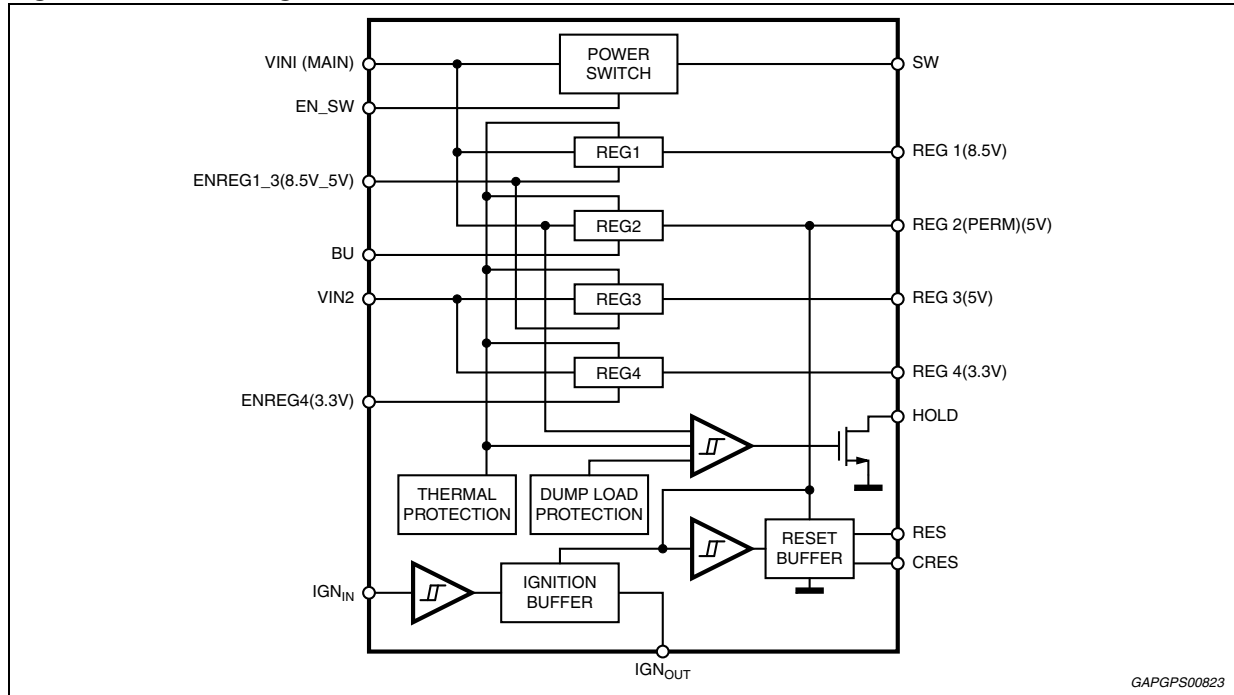 VINI (MAIN)
POWER
SWITCH
SW
EN_SW
REG1
REG 1(8.5V)
ENREG1_3(8.5V_5V)
REG2
REG 2(PERM)(5V)
BU
VIN2
REG3
REG 3(5V)
REG4
REG 4(3.3V)
ENREG4(3.3V)
HOLD
THERMAL
PROTECTION
DUMP LOAD
PROTECTION
RESET
BUFFER
RES
CRES
IGNIN
IGNITION
BUFFER
IGNOUT
GAPGPS00823